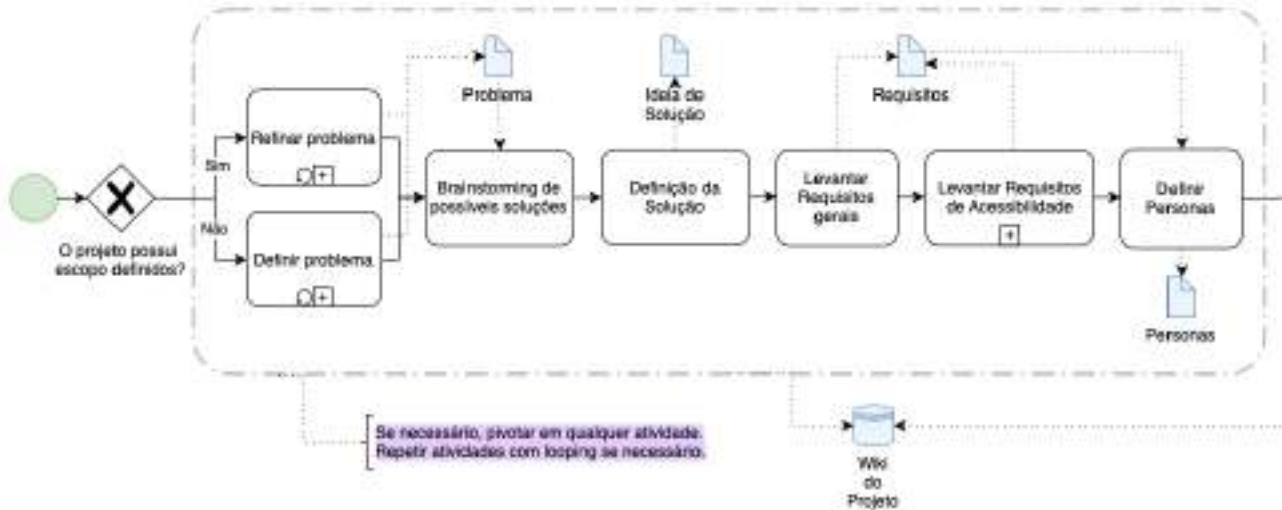 Problema
Ideia de
Solução
Requisitos
Refinar problema
Sim
Não
O projeto possui
escopo definidos?
Definir problema
Brainstorming de
possíveis soluções
Definição da
Solução
Levantar
Requisitos
gerais
Levantar Requisitos
de Acessibilidade
Definir
Personas
Personas
Se necessário, pivotar em qualquer atividade.
Repetir atividades com looping se necessário.
Wiki
do
Projeto